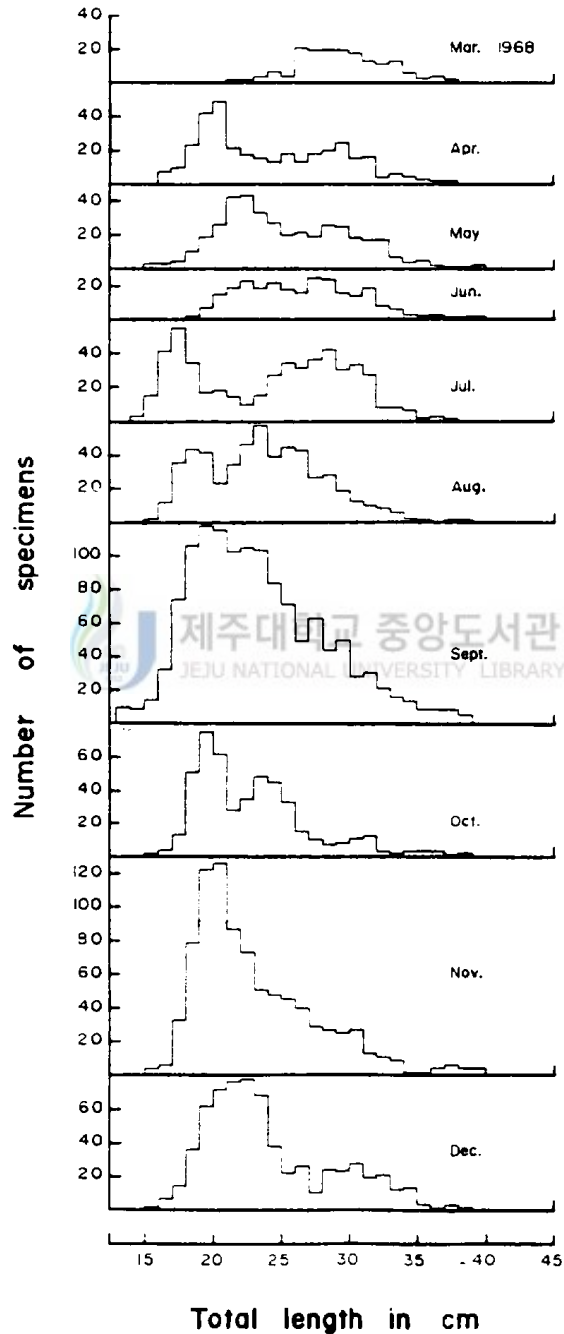 40
20
Mar. 1968
40
20
Apr.
40
20
May
20
Jun.
40
20
Jul.
40
20
Aug.
100
80
60
40
20
Sept.
제주대학교 중앙도서관
JEJU NATIONAL UNIVERSITY LIBRARY
JEJU
60
40
20
Oct.
120
100
80
60
40
20
Nov.
60
40
20
Dec.
Number of specimens
15 20 25 30 35 40 45
Total length in cm